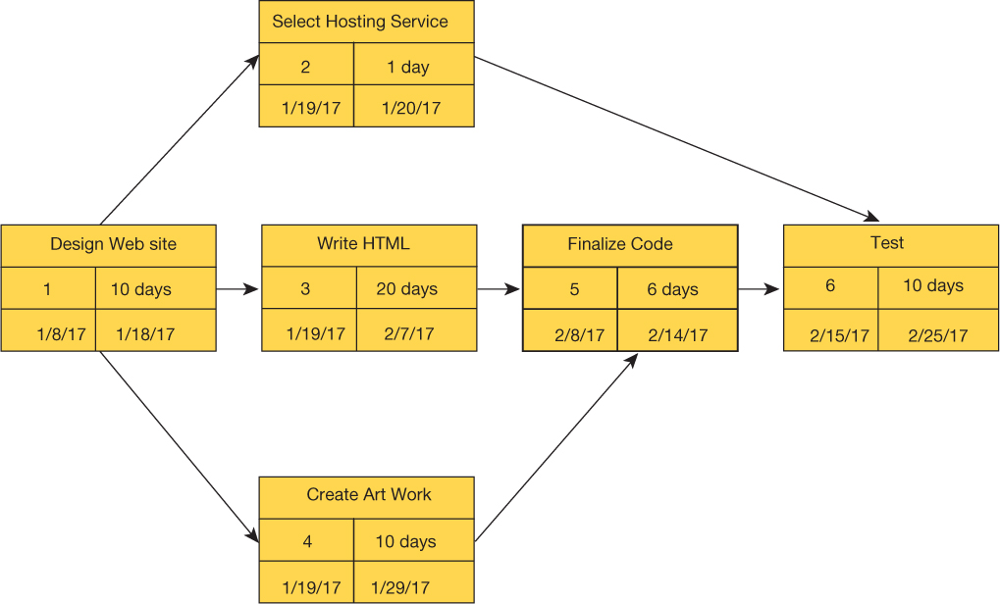 Select Hosting Service
2 1 day
1/19/17 1/20/17
Design Web site
1 10 days
1/8/17 1/18/17
Write HTML
3 20 days
1/19/17 2/7/17
Finalize Code
5 6 days
2/8/17 2/14/17
Test
6 10 days
2/15/17 2/25/17
Create Art Work
4 10 days
1/19/17 1/29/17